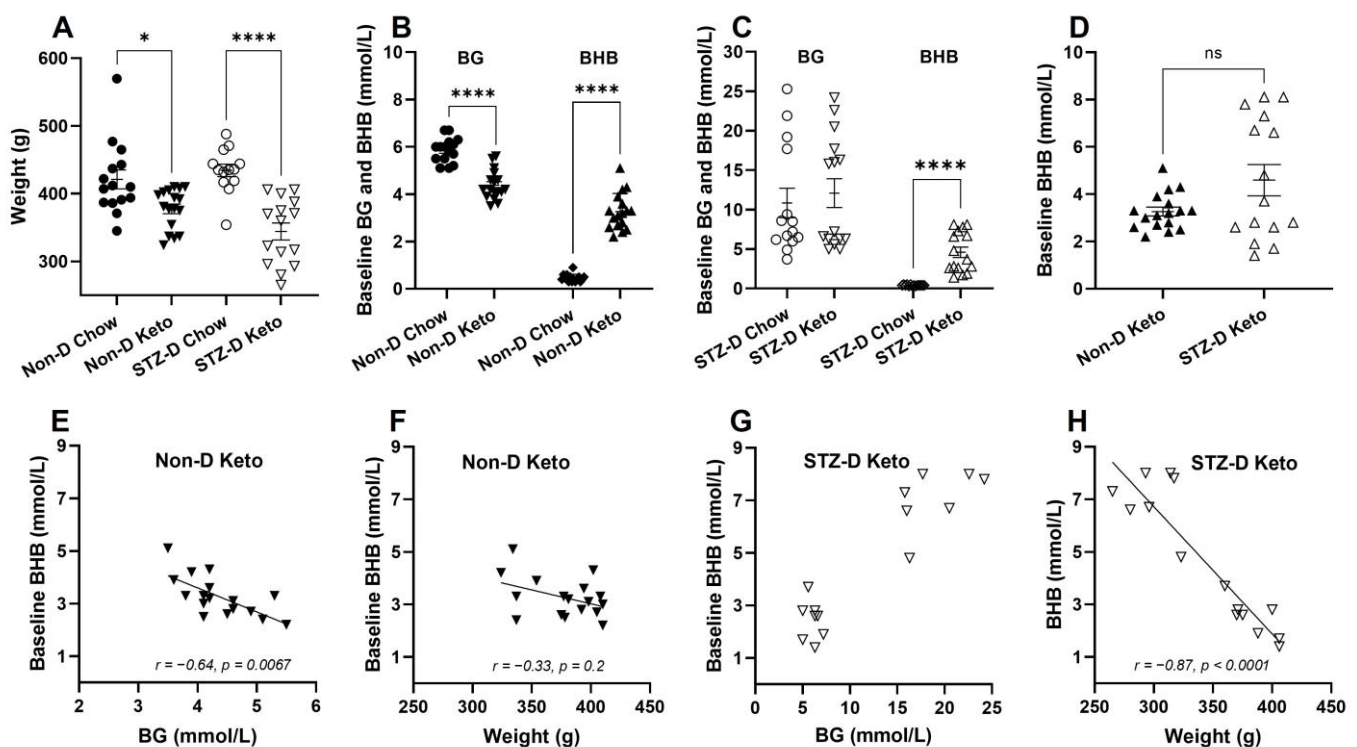 A
Weight (g)
600
500
400
300
*
****
Non-D Chow
Non-D Keto
STZ-D Chow
STZ-D Keto
B
Baseline BG and BHB (mmol/L)
10
8
6
4
2
0
BG
BHB
****
****
Non-D Chow
Non-D Keto
Non-D Chow
Non-D Keto
C
Baseline BG and BHB (mmol/L)
30
25
20
15
10
5
0
BG
BHB
****
STZ-D Chow
STZ-D Keto
STZ-D Chow
STZ-D Keto
D
Baseline BHB (mmol/L)
10
8
6
4
2
0
ns
Non-D Keto
STZ-D Keto
E
Non-D Keto
Baseline BHB (mmol/L)
9
7
5
3
1
r = −0.64, p = 0.0067
2 3 4 5 6
BG (mmol/L)
F
Non-D Keto
Baseline BHB (mmol/L)
9
7
5
3
1
r = −0.33, p = 0.2
250 300 350 400 450
Weight (g)
G
STZ-D Keto
Baseline BHB (mmol/L)
9
7
5
3
1
0 5 10 15 20 25
BG (mmol/L)
H
STZ-D Keto
BHB (mmol/L)
9
7
5
3
1
r = −0.87, p < 0.0001
250 300 350 400 450
Weight (g)